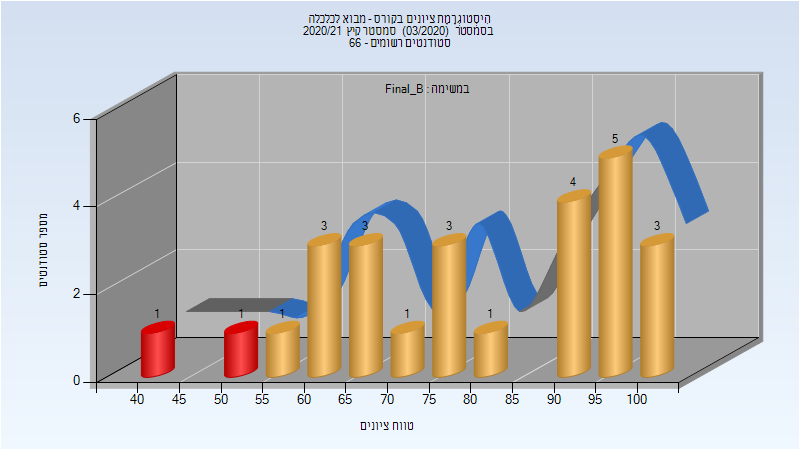 היסטוגרמת ציונים בקורס - מבוא לכלכלה
בסמסטר (03/2020) סמסטר קיץ 2020/21
סטודנטים רשומים - 66
במשימה : Final_B
מספר סטודנטים
6
4
2
0
1
1
1
3
3
1
3
1
4
5
3
40 45 50 55 60 65 70 75 80 85 90 95 100
טווח ציונים